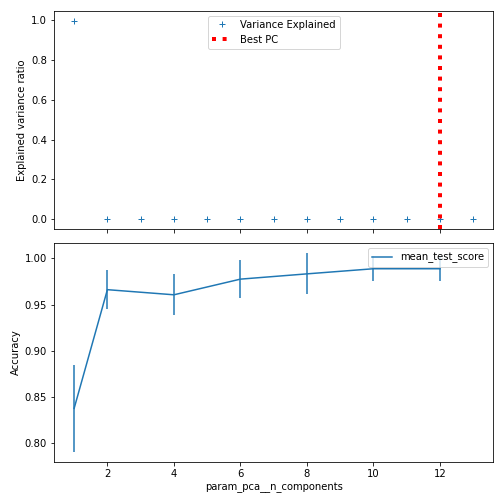 1.0
0.8
0.6
0.4
0.2
0.0
Explained variance ratio
Variance Explained
Best PC
1.00
0.95
0.90
0.85
0.80
Accuracy
mean_test_score
2 4 6 8 10 12
param_pca__n_components